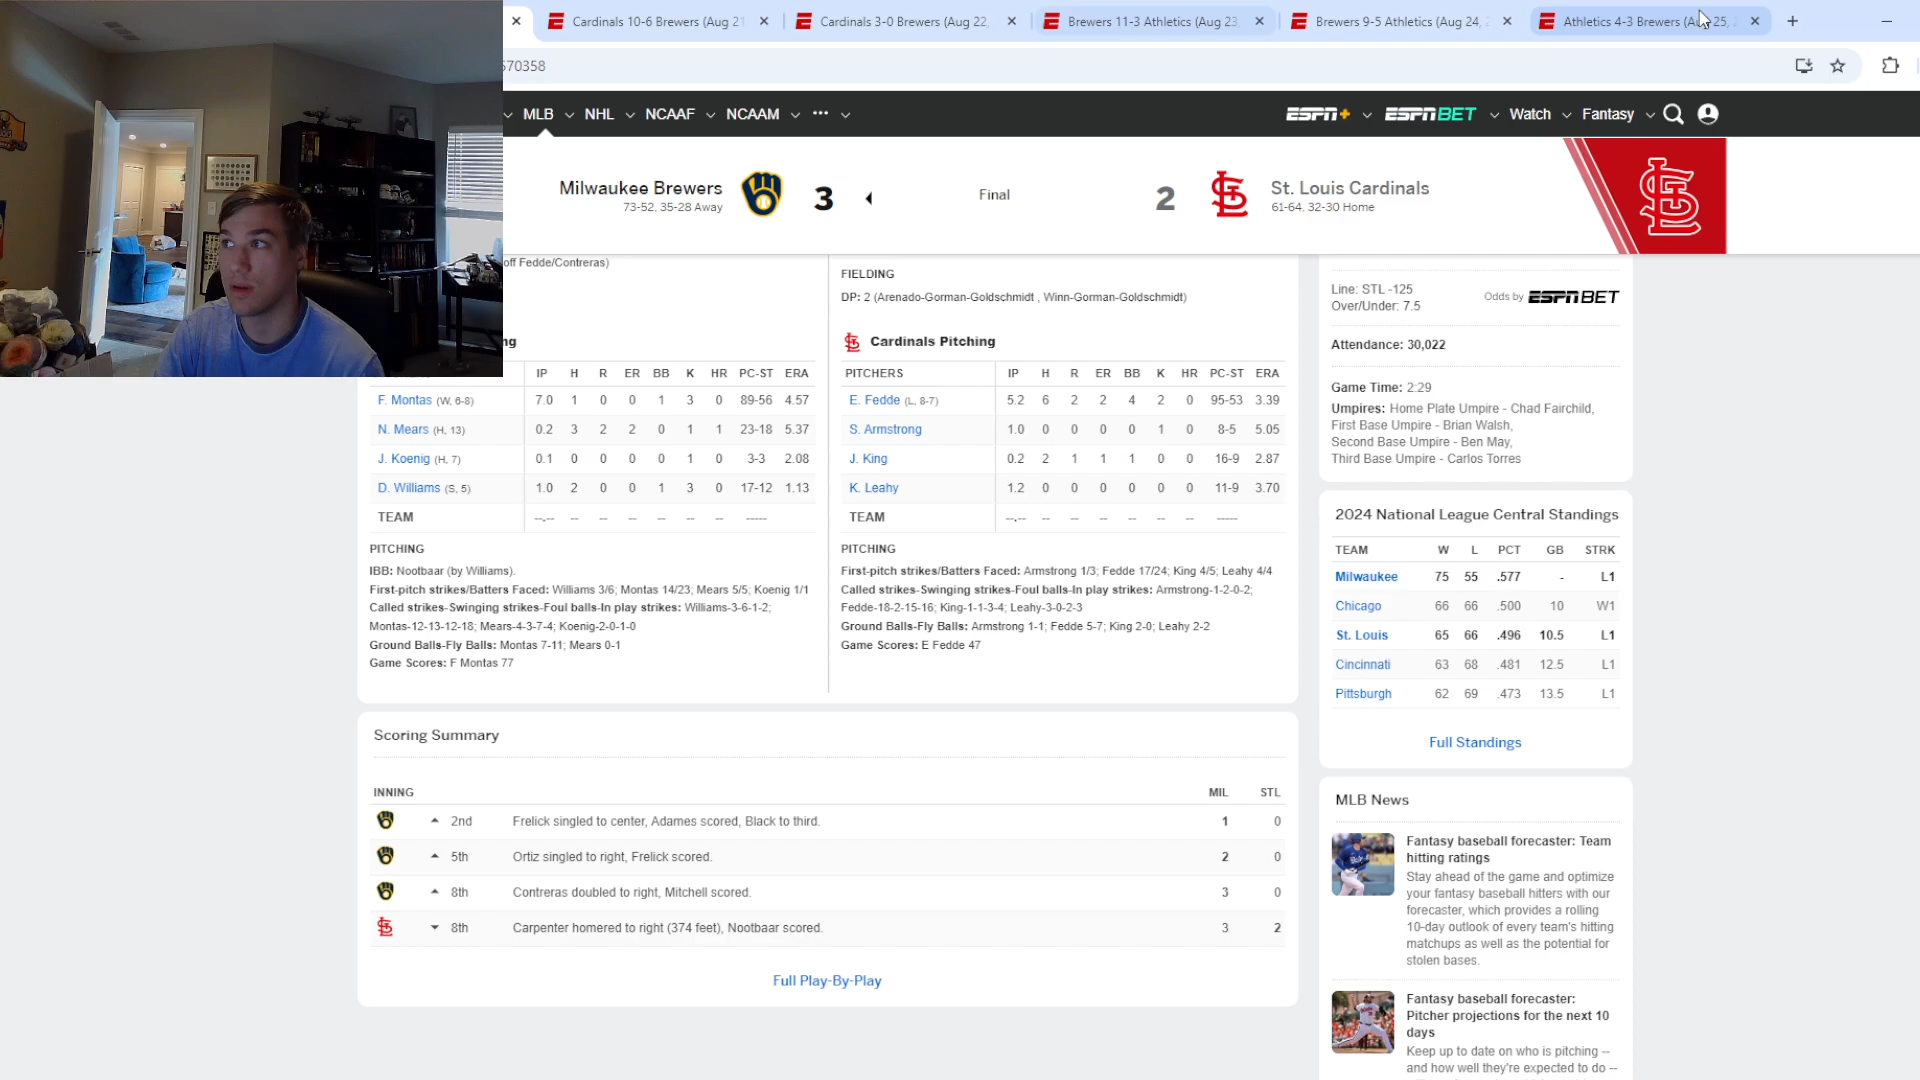 Cardinals 10-6 Brewers (Aug 21
Cardinals 3-0 Brewers (Aug 22,
Brewers 11-3 Athletics (Aug 23,
Brewers 9-5 Athletics (Aug 24,
Athletics 4-3 Brewers (Aug 25,
570358
MLB
NHL
NCAAF
NCAAM
ESPN+
ESPN BET
Watch
Fantasy
Milwaukee Brewers
73-52, 35-28 Away
3
Final
2
St. Louis Cardinals
61-64, 32-30 Home
off Fedde/Contreras)
ng
PITCHERS IP H R ER BB K HR PC-ST ERA
F. Montas (W, 6-8) 7.0 1 0 0 1 3 0 89-56 4.57
N. Mears (H, 13) 0.2 3 2 2 0 1 1 23-18 5.37
J. Koenig (H, 7) 0.1 0 0 0 0 1 0 3-3 2.08
D. Williams (S, 5) 1.0 2 0 0 1 3 0 17-12 1.13
TEAM --.-- -- -- -- -- -- -- -----
PITCHING
IBB: Nootbaar (by Williams).
First-pitch strikes/Batters Faced: Williams 3/6; Montas 14/23; Mears 5/5; Koenig 1/1
Called strikes-Swinging strikes-Foul balls-In play strikes: Williams-3-6-1-2;
Montas-12-13-12-18; Mears-4-3-7-4; Koenig-2-0-1-0
Ground Balls-Fly Balls: Montas 7-11; Mears 0-1
Game Scores: F Montas 77
FIELDING
DP: 2 (Arenado-Gorman-Goldschmidt , Winn-Gorman-Goldschmidt)
Cardinals Pitching
PITCHERS IP H R ER BB K HR PC-ST ERA
E. Fedde (L, 8-7) 5.2 6 2 2 4 2 0 95-53 3.39
S. Armstrong 1.0 0 0 0 0 1 0 8-5 5.05
J. King 0.2 2 1 1 1 0 0 16-9 2.87
K. Leahy 1.2 0 0 0 0 0 0 11-9 3.70
TEAM --.-- -- -- -- -- -- -- -----
PITCHING
First-pitch strikes/Batters Faced: Armstrong 1/3; Fedde 17/24; King 4/5; Leahy 4/4
Called strikes-Swinging strikes-Foul balls-In play strikes: Armstrong-1-2-0-2;
Fedde-18-2-15-16; King-1-1-3-4; Leahy-3-0-2-3
Ground Balls-Fly Balls: Armstrong 1-1; Fedde 5-7; King 2-0; Leahy 2-2
Game Scores: E Fedde 47
Scoring Summary
INNING MIL STL
2nd Frelick singled to center, Adames scored, Black to third. 1 0
5th Ortiz singled to right, Frelick scored. 2 0
8th Contreras doubled to right, Mitchell scored. 3 0
8th Carpenter homered to right (374 feet), Nootbaar scored. 3 2
Full Play-By-Play
Line: STL -125
Over/Under: 7.5
Odds by ESPN BET
Attendance: 30,022
Game Time: 2:29
Umpires: Home Plate Umpire - Chad Fairchild,
First Base Umpire - Brian Walsh,
Second Base Umpire - Ben May,
Third Base Umpire - Carlos Torres
2024 National League Central Standings
TEAM W L PCT GB STRK
Milwaukee 75 55 .577 - L1
Chicago 66 66 .500 10 W1
St. Louis 65 66 .496 10.5 L1
Cincinnati 63 68 .481 12.5 L1
Pittsburgh 62 69 .473 13.5 L1
Full Standings
MLB News
Fantasy baseball forecaster: Team
hitting ratings
Stay ahead of the game and optimize
your fantasy baseball hitters with our
forecaster, which provides a rolling
10-day outlook of every team's hitting
matchups as well as the potential for
stolen bases.
Fantasy baseball forecaster:
Pitcher projections for the next 10
days
Keep up to date on who is pitching --
and how well they're expected to do --